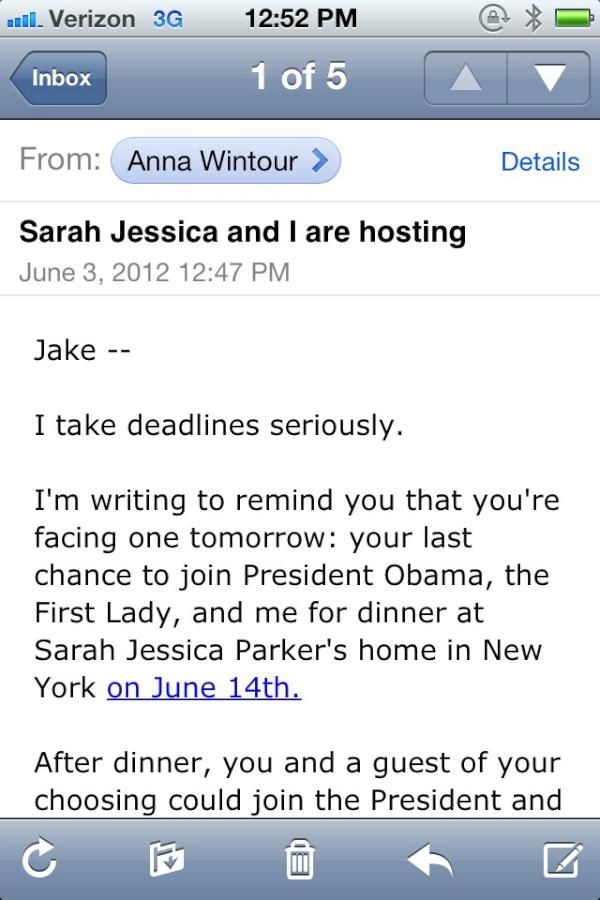 Verizon 3G 12:52 PM
Inbox 1 of 5
From: Anna Wintour Details
Sarah Jessica and I are hosting
June 3, 2012 12:47 PM
Jake --
I take deadlines seriously.
I'm writing to remind you that you're
facing one tomorrow: your last
chance to join President Obama, the
First Lady, and me for dinner at
Sarah Jessica Parker's home in New
York on June 14th.
After dinner, you and a guest of your
choosing could join the President and